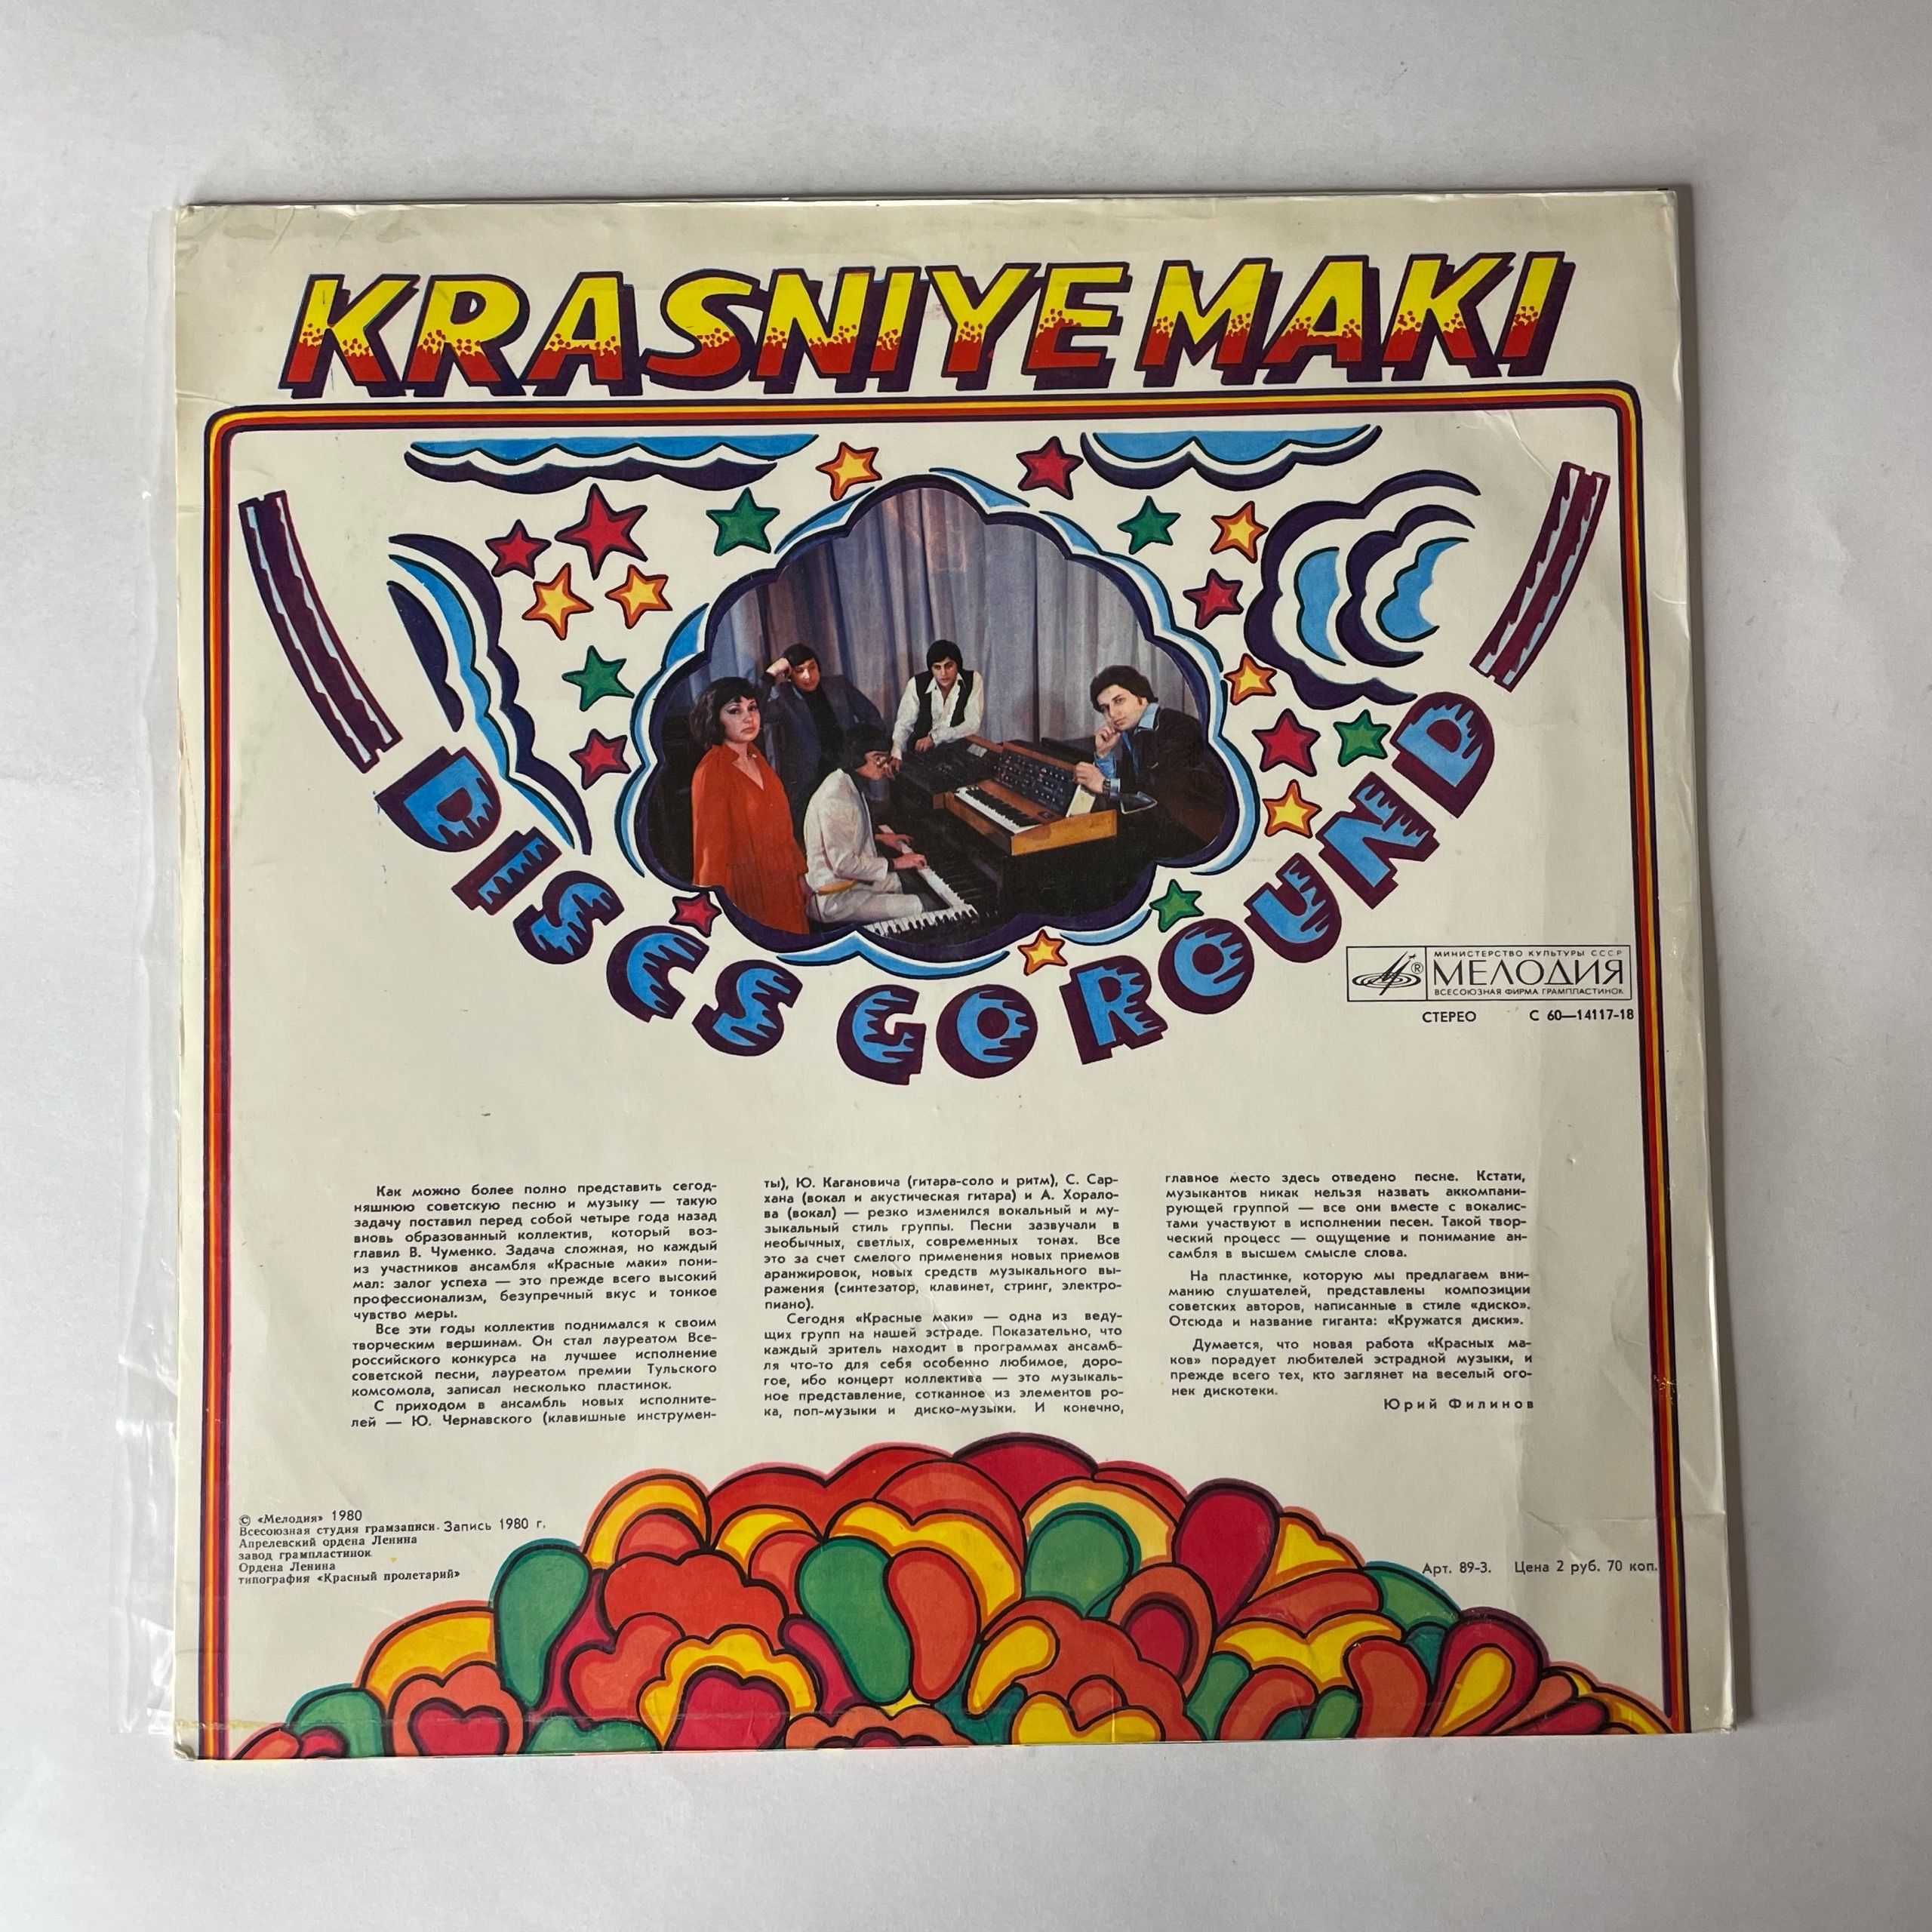 KRASNIYE MAKI
DISCS GO ROUND
МИНИСТЕРСТВО КУЛЬТУРЫ СССР
МЕЛОДИЯ
ВСЕСОЮЗНАЯ ФИРМА ГРАМПЛАСТИНОК
®
СТЕРЕО С 60—14117-18
Как можно более полно представить сегод-
няшнюю советскую песню и музыку — такую
задачу поставил перед собой четыре года назад
вновь образованный коллектив, который воз-
главил В. Чуменко. Задача сложная, но каждый
из участников ансамбля «Красные маки» пони-
мал: залог успеха — это прежде всего высокий
профессионализм, безупречный вкус и тонкое
чувство меры.
Все эти годы коллектив поднимался к своим
творческим вершинам. Он стал лауреатом Все-
российского конкурса на лучшее исполнение
советской песни, лауреатом премии Тульского
комсомола, записал несколько пластинок.
С приходом в ансамбль новых исполните-
лей — Ю. Чернавского (клавишные инструмен-
ты), Ю. Кагановича (гитара-соло и ритм), С. Сар-
хана (вокал и акустическая гитара) и А. Хорало-
ва (вокал) — резко изменился вокальный и му-
зыкальный стиль группы. Песни зазвучали в
необычных, светлых, современных тонах. Все
это за счет смелого применения новых приемов
аранжировок, новых средств музыкального вы-
ражения (синтезатор, клавинет, стринг, электро-
пиано).
Сегодня «Красные маки» — одна из веду-
щих групп на нашей эстраде. Показательно, что
каждый зритель находит в программах ансамб-
ля что-то для себя особенно любимое, доро-
гое, ибо концерт коллектива — это музыкаль-
ное представление, сотканное из элементов ро-
ка, поп-музыки и диско-музыки. И конечно,
главное место здесь отведено песне. Кстати,
музыкантов никак нельзя назвать аккомпани-
рующей группой — все они вместе с вокалис-
тами участвуют в исполнении песен. Такой твор-
ческий процесс — ощущение и понимание ан-
самбля в высшем смысле слова.
На пластинке, которую мы предлагаем вни-
манию слушателей, представлены композиции
советских авторов, написанные в стиле «диско».
Отсюда и название гиганта: «Кружатся диски».
Думается, что новая работа «Красных ма-
ков» порадует любителей эстрадной музыки, и
прежде всего тех, кто заглянет на веселый ого-
нек дискотеки.
Юрий Филинов
© «Мелодия» 1980
Всесоюзная студия грамзаписи. Запись 1980 г.
Апрелевский ордена Ленина
завод грампластинок
Ордена Ленина
типография «Красный пролетарий»
Арт. 89-3. Цена 2 руб. 70 коп.